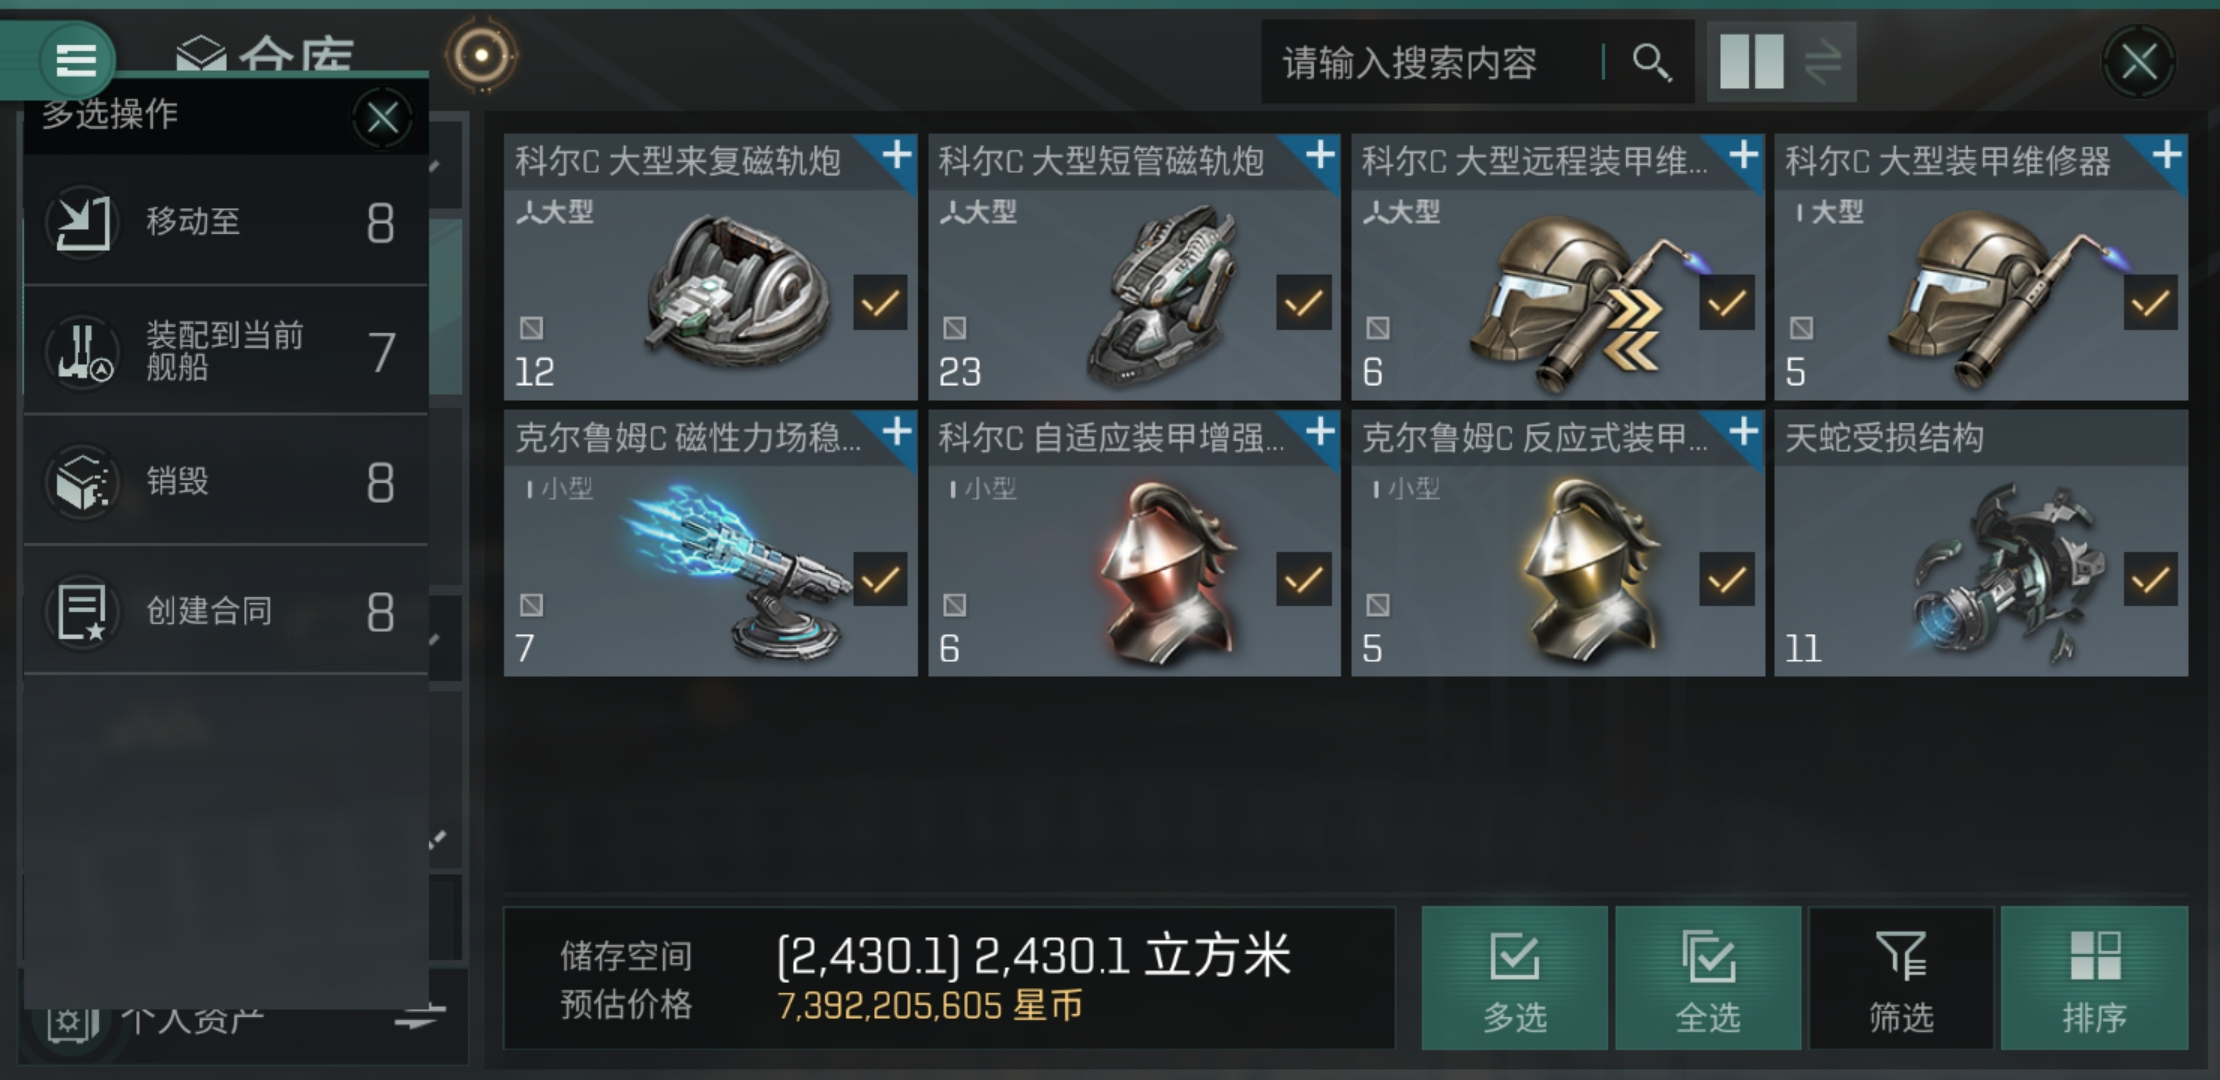 仓库
请输入搜索内容
多选操作
移动至 8
装配到当前
舰船
7
销毁 8
创建合同 8
个人资产
科尔C 大型来复磁轨炮
大型
12
科尔C 大型短管磁轨炮
大型
23
科尔C 大型远程装甲维...
大型
6
科尔C 大型装甲维修器
大型
5
克尔鲁姆C 磁性力场稳...
小型
7
科尔C 自适应装甲增强...
小型
6
克尔鲁姆C 反应式装甲...
小型
5
天蛇受损结构
11
储存空间 (2,430.1) 2,430.1 立方米
预估价格 7,392,205,605 星币
多选
全选
筛选
排序